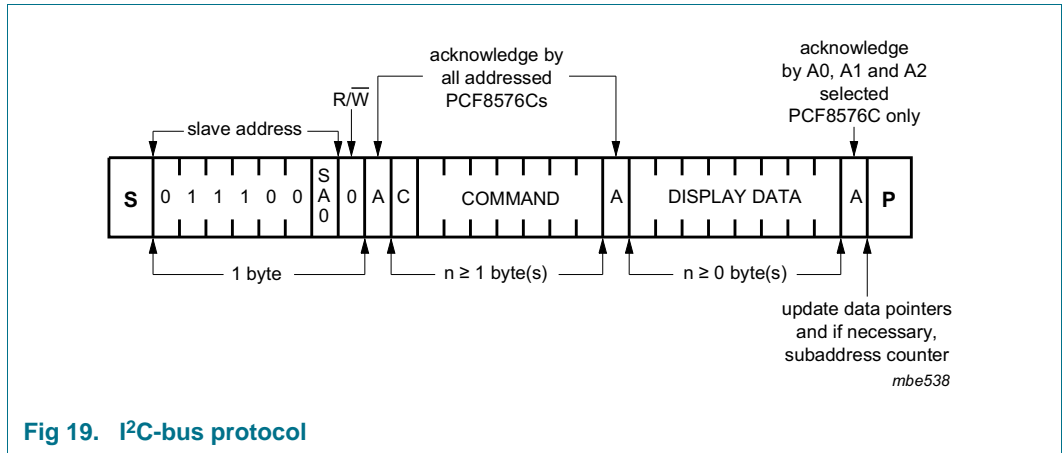 acknowledge by
all addressed
PCF8576Cs
acknowledge
by A0, A1 and A2
selected
PCF8576C only
R/W̅
slave address
S 0 1 1 1 0 0 SA0 0 A C COMMAND A DISPLAY DATA A P
1 byte
n ≥ 1 byte(s)
n ≥ 0 byte(s)
update data pointers
and if necessary,
subaddress counter
mbe538
Fig 19. I²C-bus protocol